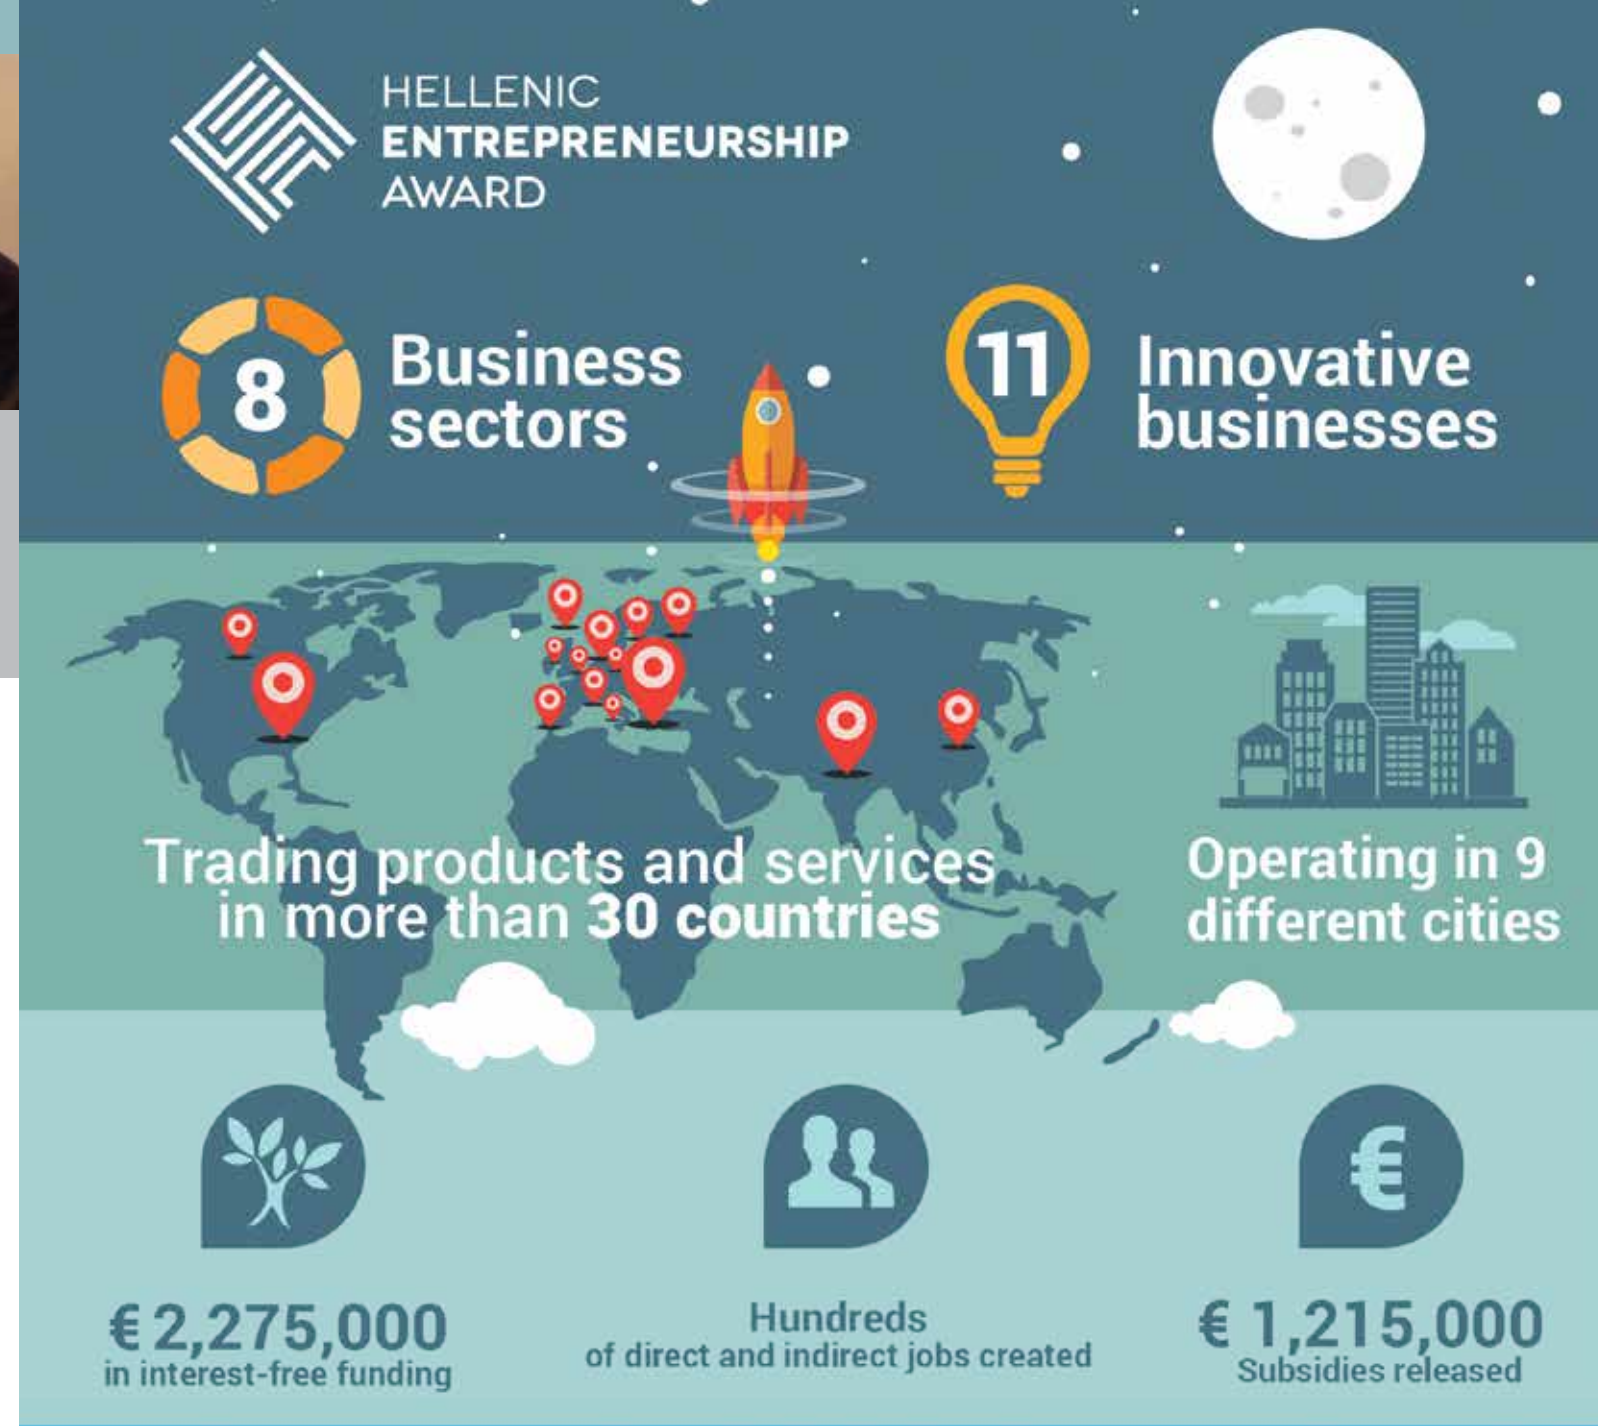 HELLENIC
ENTREPRENEURSHIP
AWARD
8
Business
sectors
11
Innovative
businesses
Trading products and services
in more than 30 countries
Operating in 9
different cities
€ 2,275,000
in interest-free funding
Hundreds
of direct and indirect jobs created
€ 1,215,000
Subsidies released